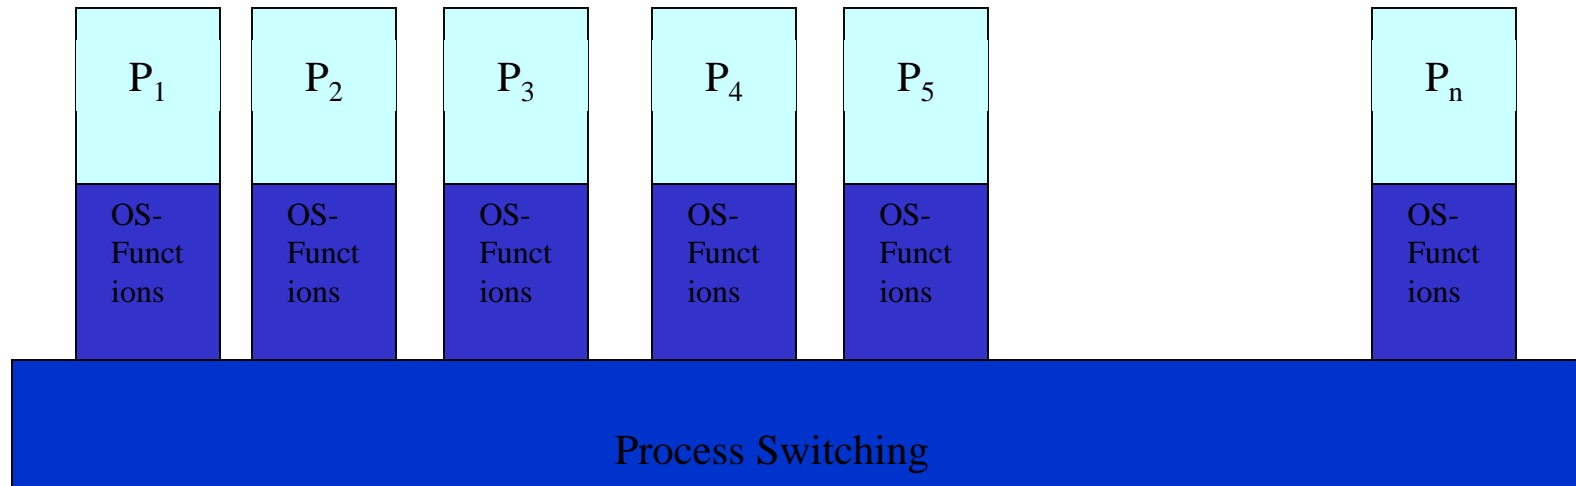 P1 P2 P3 P4 P5 Pn
OS- OS- OS- OS- OS- OS-
Funct Funct Funct Funct Funct Funct
ions ions ions ions ions ions
Process Switching